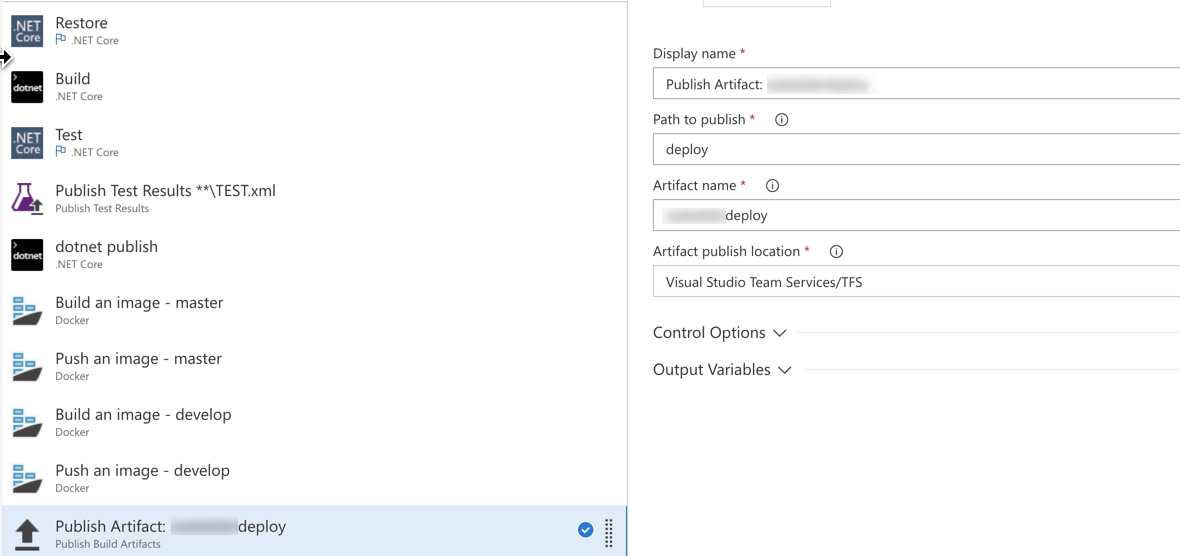 .NET
Core
Restore
.NET Core
dotnet
Build
.NET Core
.NET
Core
Test
.NET Core
Publish Test Results **\TEST.xml
Publish Test Results
dotnet
dotnet publish
.NET Core
Build an image - master
Docker
Push an image - master
Docker
Build an image - develop
Docker
Push an image - develop
Docker
Publish Artifact: deploy
Publish Build Artifacts
Display name *
Publish Artifact:
Path to publish *
deploy
Artifact name *
deploy
Artifact publish location *
Visual Studio Team Services/TFS
Control Options
Output Variables